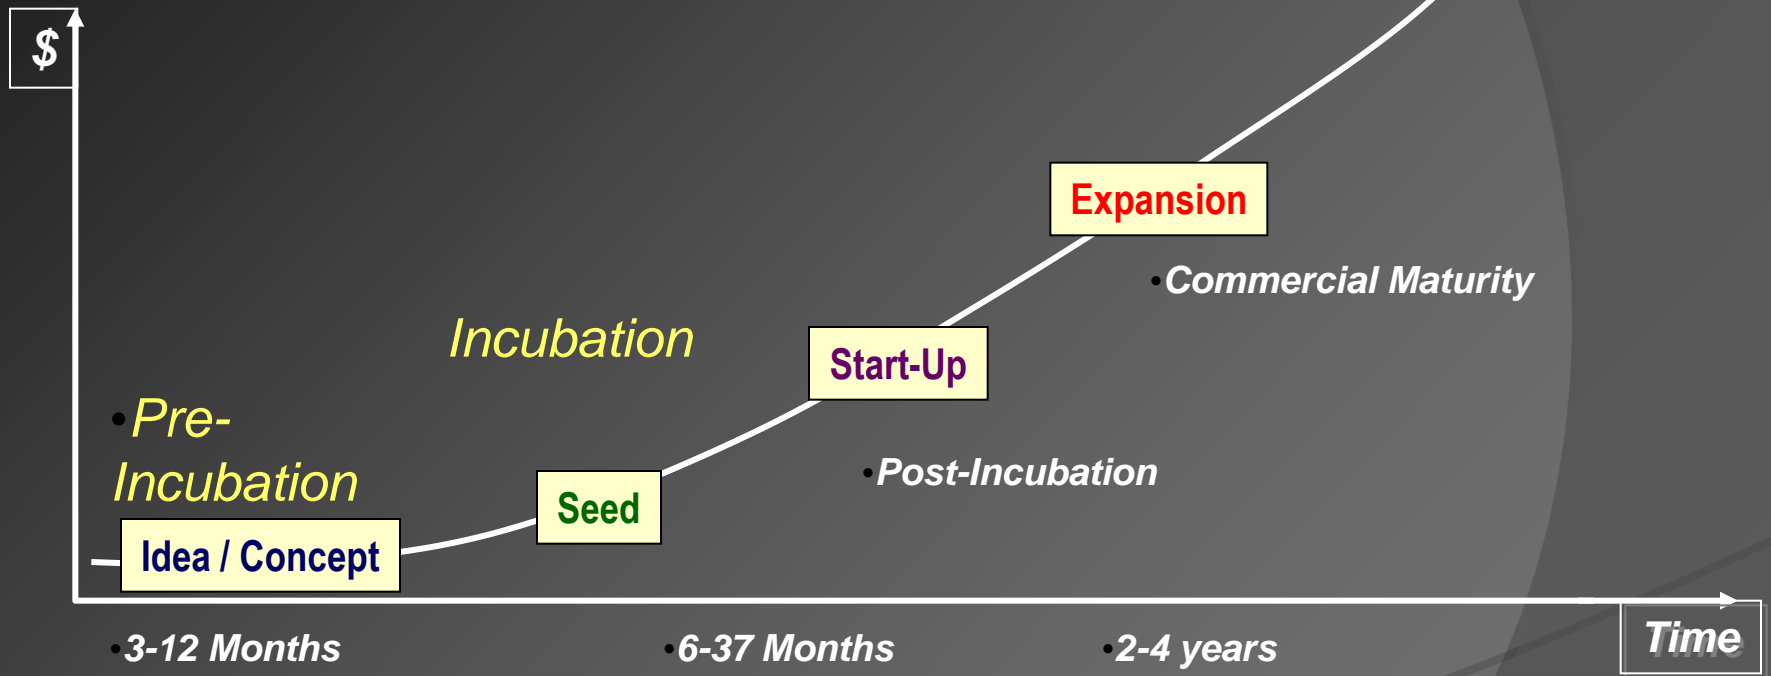 $
Expansion
•Commercial Maturity
Incubation
Start-Up
•Pre-
Incubation
•Post-Incubation
Seed
Idea / Concept
•3-12 Months
•6-37 Months
•2-4 years
Time